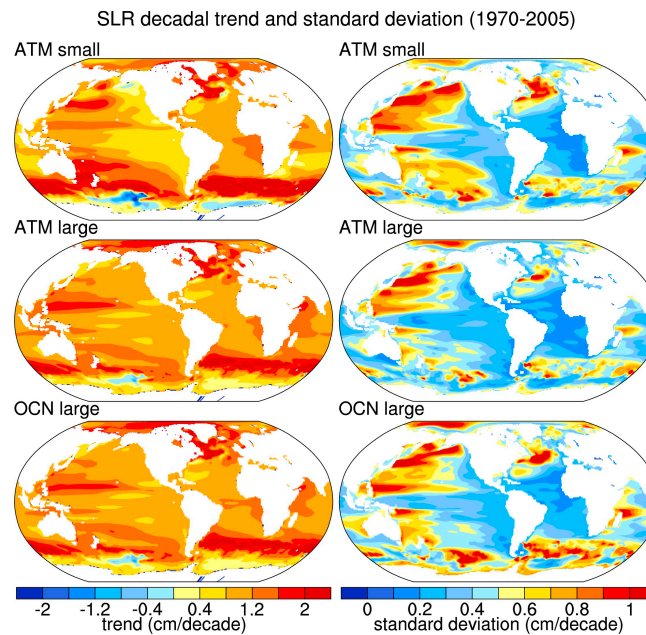 SLR decadal trend and standard deviation (1970-2005)
ATM small
ATM small
ATM large
ATM large
OCN large
OCN large
-2 -1.2 -0.4 0.4 1.2 2
0 0.2 0.4 0.6 0.8 1
trend (cm/decade)
standard deviation (cm/decade)